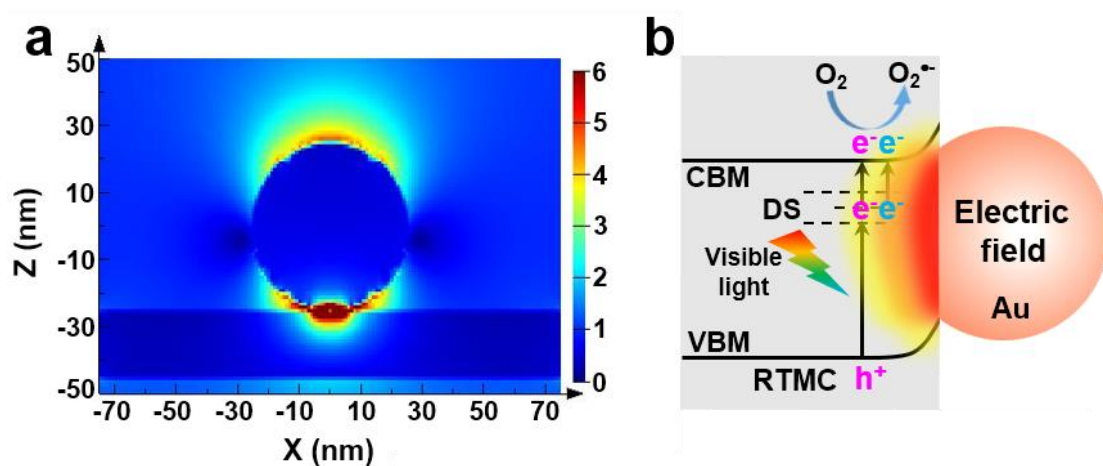 a
50
30
10
-10
-30
-50
Z (nm)
-70
-50
-30
-10
10
30
50
70
X (nm)
6
5
4
3
2
1
0
b
O₂
O₂•-
e⁻ e⁻
CBM
DS
e⁻ e⁻
Visible
light
Electric
field
Au
VBM
RTMC h⁺